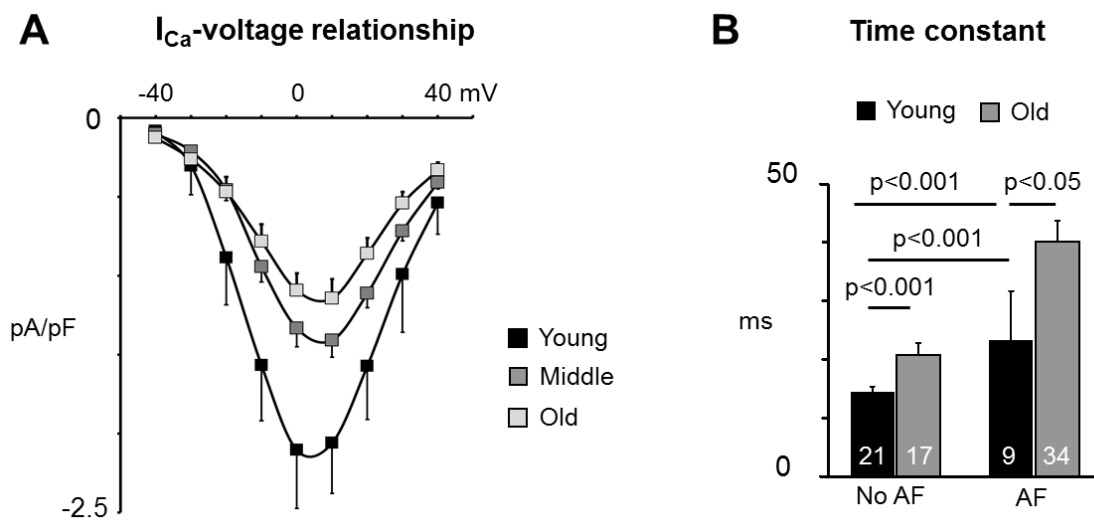 A
I_Ca-voltage relationship
-40 0 40 mV
0
pA/pF
-2.5
Young
Middle
Old
B
Time constant
Young Old
50
p<0.001 p<0.05
p<0.001
p<0.001
ms
0
21 17 9 34
No AF AF